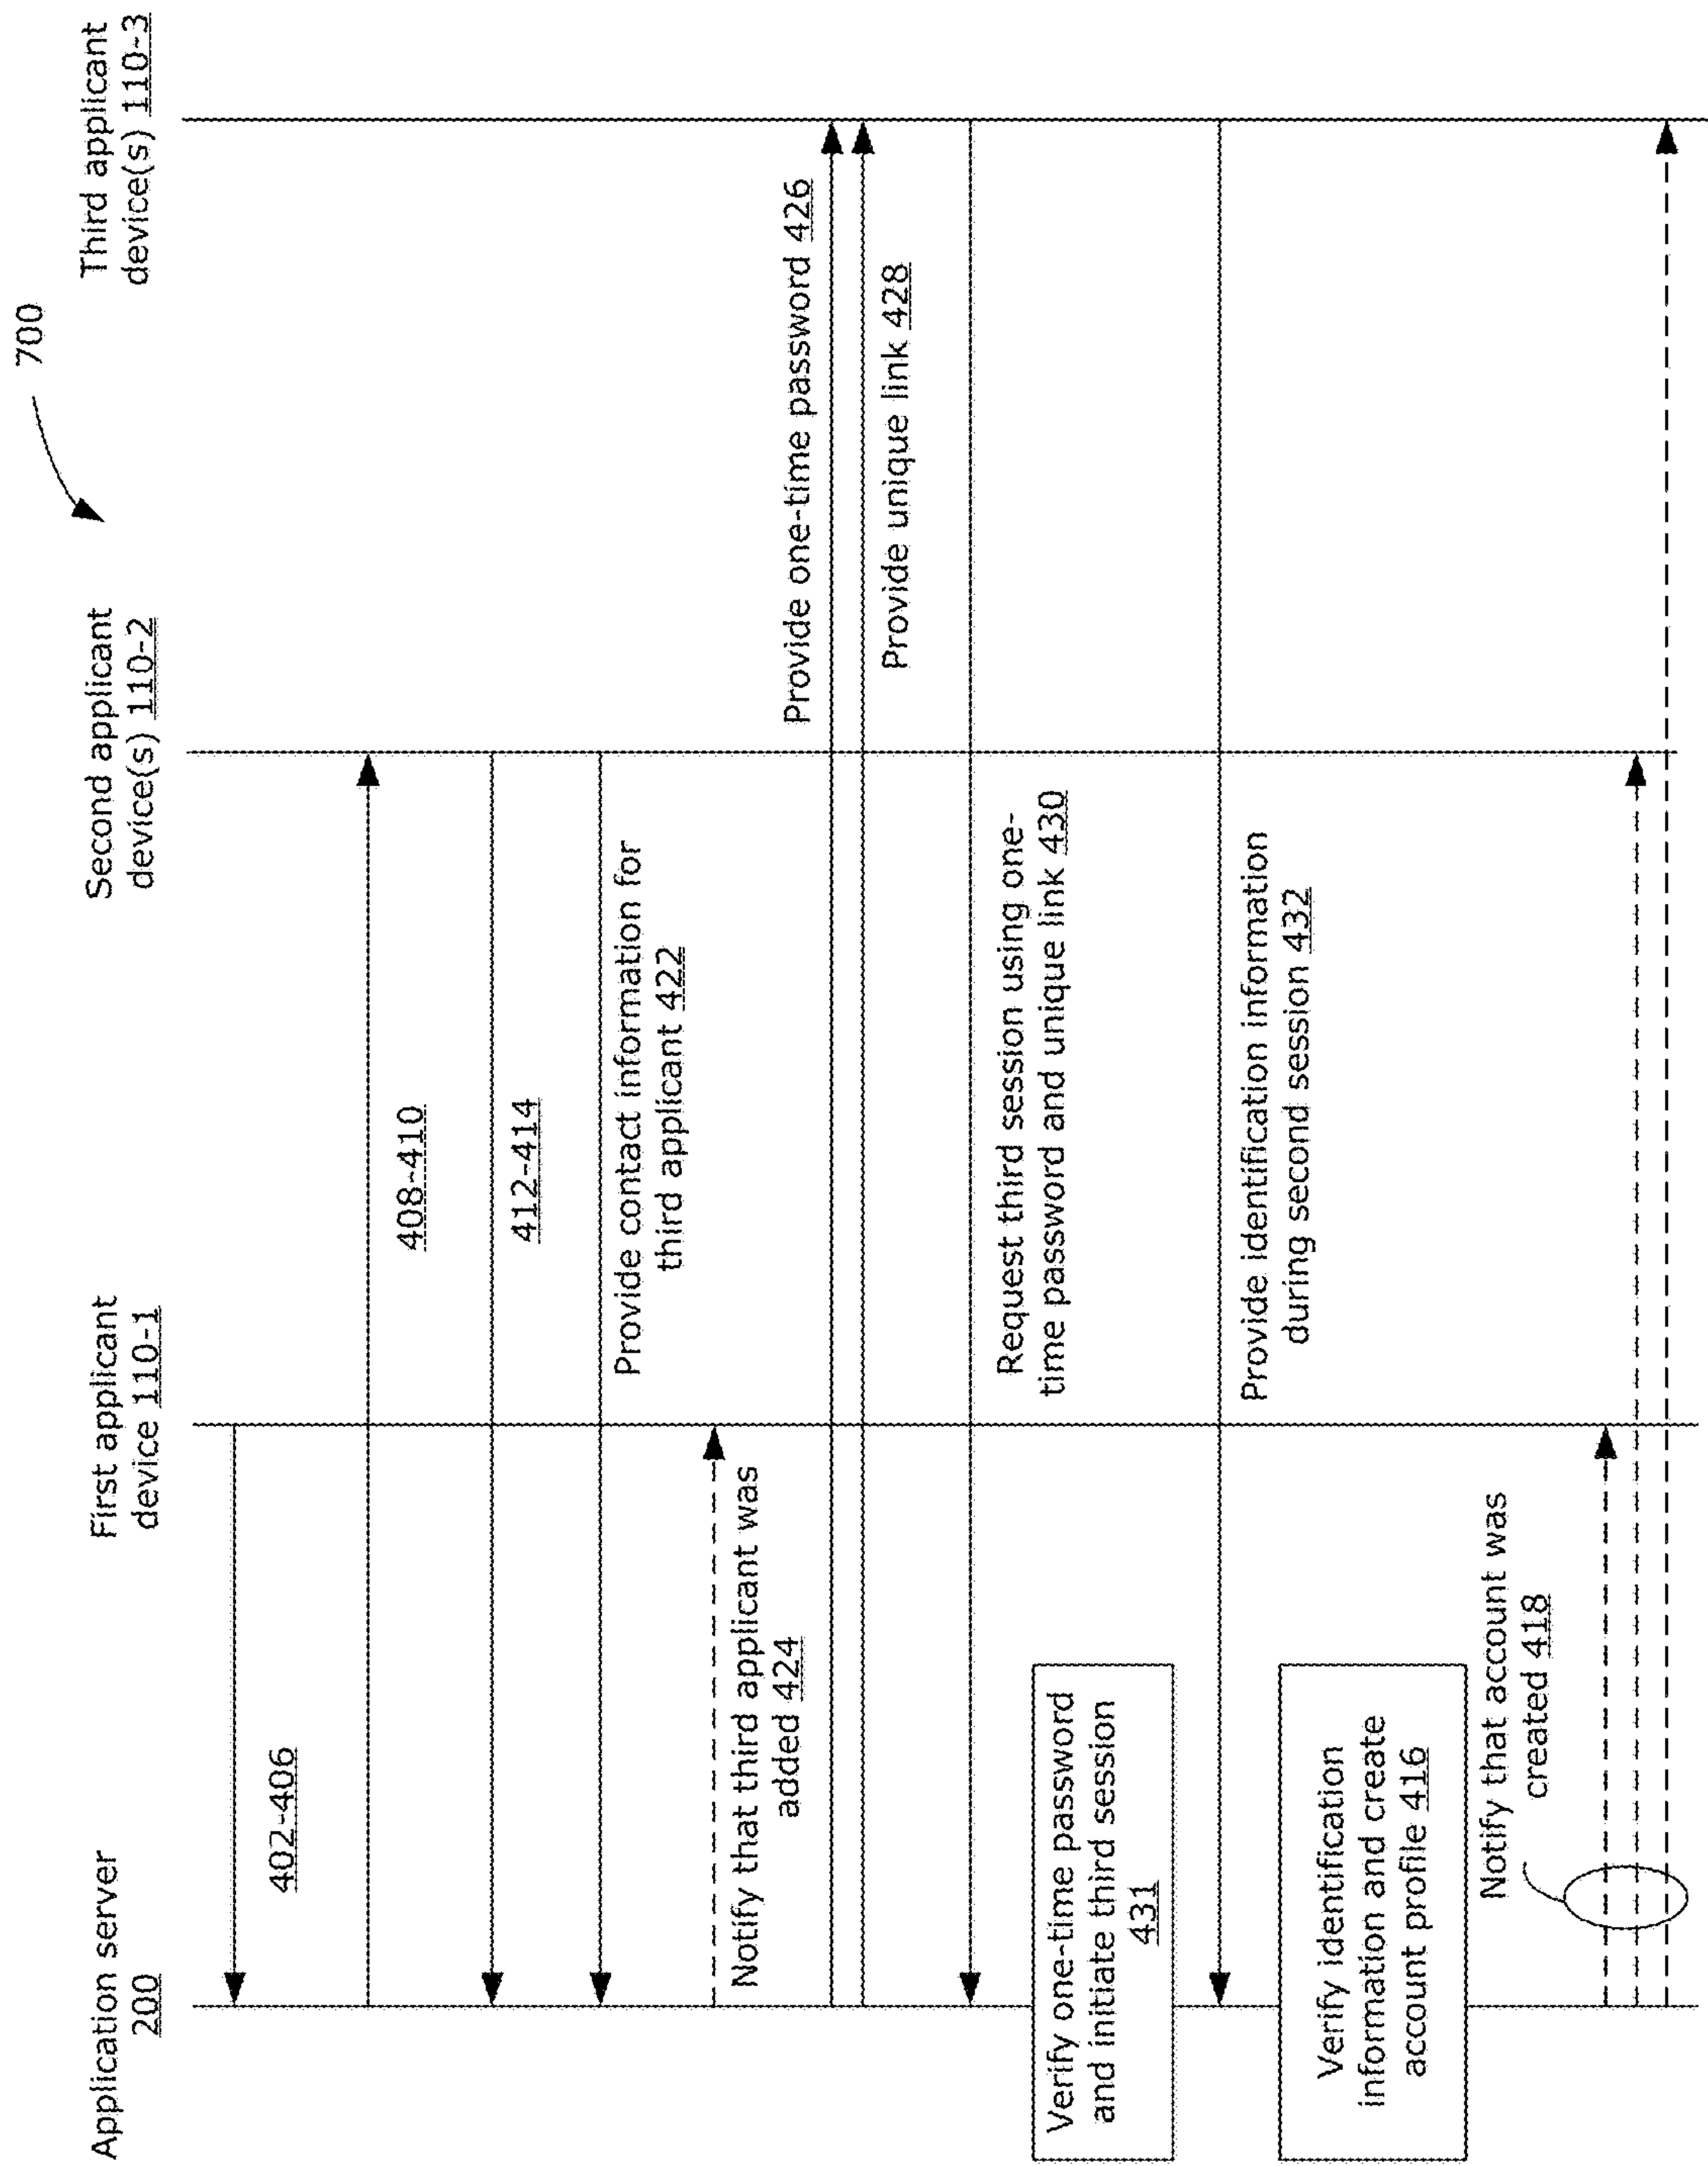 700
Application server
200
First applicant
device 110-1
Second applicant
device(s) 110-2
Third applicant
device(s) 110-3
402-406
408-410
412-414
Provide contact information for
third applicant 422
Notify that third applicant was
added 424
Provide one-time password 426
Provide unique link 428
Request third session using one-
time password and unique link 430
Verify one-time password
and initiate third session
431
Provide identification information
during second session 432
Verify identification
information and create
account profile 416
Notify that account was
created 418